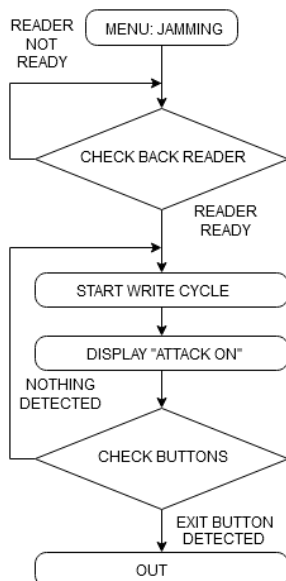 READER
NOT
READY
MENU: JAMMING
CHECK BACK READER
READER
READY
START WRITE CYCLE
DISPLAY "ATTACK ON"
NOTHING
DETECTED
CHECK BUTTONS
EXIT BUTTON
DETECTED
OUT